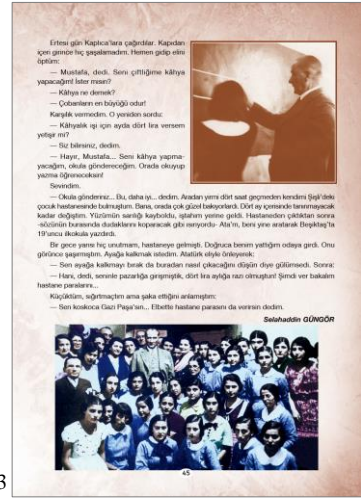 Ertesi gün Kaplıca'lara çağırdılar. Kapıdan
içeri girince hiç şaşalamadım. Hemen gidip elini
öptüm:
— Mustafa, dedi. Seni çiftliğime kâhya
yapacağım! İster misin?
— Kâhya ne demek?
— Çobanların en büyüğü odur!
Karşılık vermedim. O yeniden sordu:
— Kâhyalık işi için ayda dört lira versem
yetişir mi?
— Siz bilirsiniz, dedim.
— Hayır, Mustafa... Seni kâhya yapma-
yacağım, okula göndereceğim. Orada okuyup
yazma öğreneceksin!
Sevindim.
— Okula gönderiniz... Bu, daha iyi... dedim. Aradan yirmi dört saat geçmeden kendimi Şişli'deki
çocuk hastanesinde bulmuştum. Bana, orada çok güzel bakıyorlardı. Dört ay içerisinde tanınmayacak
kadar değiştim. Yüzümün sarılığı kayboldu, iştahım yerine geldi. Hastaneden çıktıktan sonra
-sözünün burasında dudaklarını koparacak gibi ısırıyordu- Ata'm, beni yine aratarak Beşiktaş'ta
19'uncu ilkokula yazdırdı.
Bir gece yarısı hiç unutmam, hastaneye gelmişti. Doğruca benim yattığım odaya girdi. Onu
görünce şaşırmıştım. Ayağa kalkmak istedim. Atatürk eliyle önleyerek:
— Sen ayağa kalkmayı bırak da buradan nasıl çıkacağını düşün diye gülümsedi. Sonra:
— Hani, dedi, seninle pazarlığa girişmiştik, dört lira aylığa razı olmuştun! Şimdi ver bakalım
hastane paralarını...
Küçüktüm, sığırtmaçtım ama şaka ettiğini anlamıştım:
— Sen koskoca Gazi Paşa'sın... Elbette hastane parasını da verirsin dedim.
Selahaddin GÜNGÖR
45
3